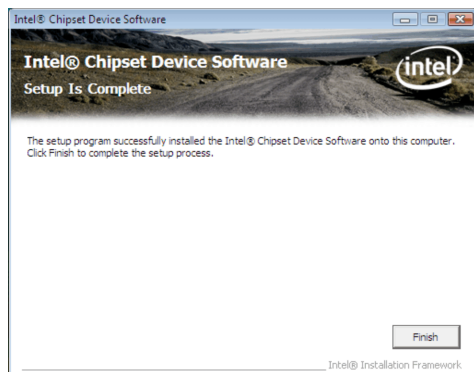 Intel® Chipset Device Software
Intel® Chipset Device Software
intel
Setup Is Complete
The setup program successfully installed the Intel® Chipset Device Software onto this computer.
Click Finish to complete the setup process.
Finish
Intel® Installation Framework